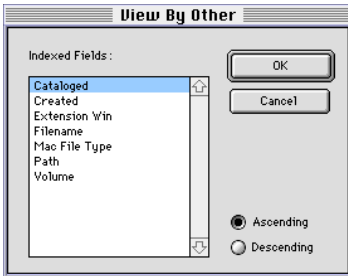 View By Other
Indexed Fields:
OK
Cataloged
Created
Cancel
Extension Win
Filename
Mac File Type
Path
Volume
Ascending
Descending